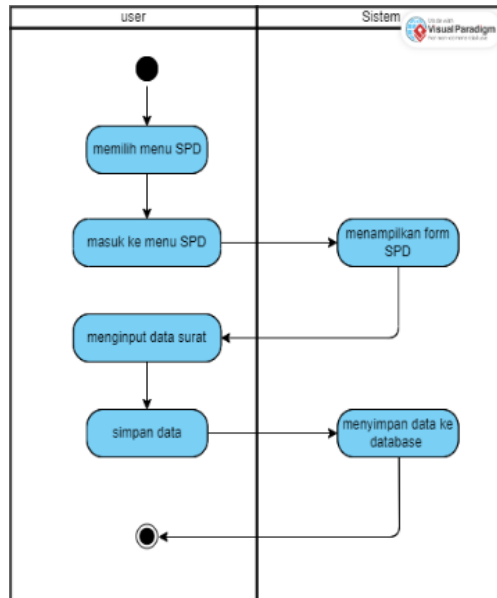 user
Sistem
Visual Paradigm
memilih menu SPD
masuk ke menu SPD
menampilkan form
SPD
menginput data surat
simpan data
menyimpan data ke
database